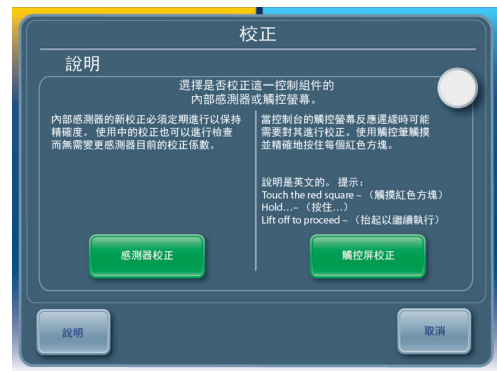 校正
說明
選擇是否校正這一控制組件的
內部感測器或觸控螢幕。
內部感測器的新校正必須定期進行以保持
精確度。 使用中的校正也可以進行檢查
而無需變更感測器目前的校正係數。
當控制台的觸控螢幕反應遲緩時可能
需要對其進行校正。使用觸控筆觸摸
並精確地按住每個紅色方塊。
說明是英文的。 提示：
Touch the red square – （觸摸紅色方塊）
Hold...– （按住...）
Lift off to proceed – （抬起以繼續執行）
感測器校正
觸控屏校正
說明
取消